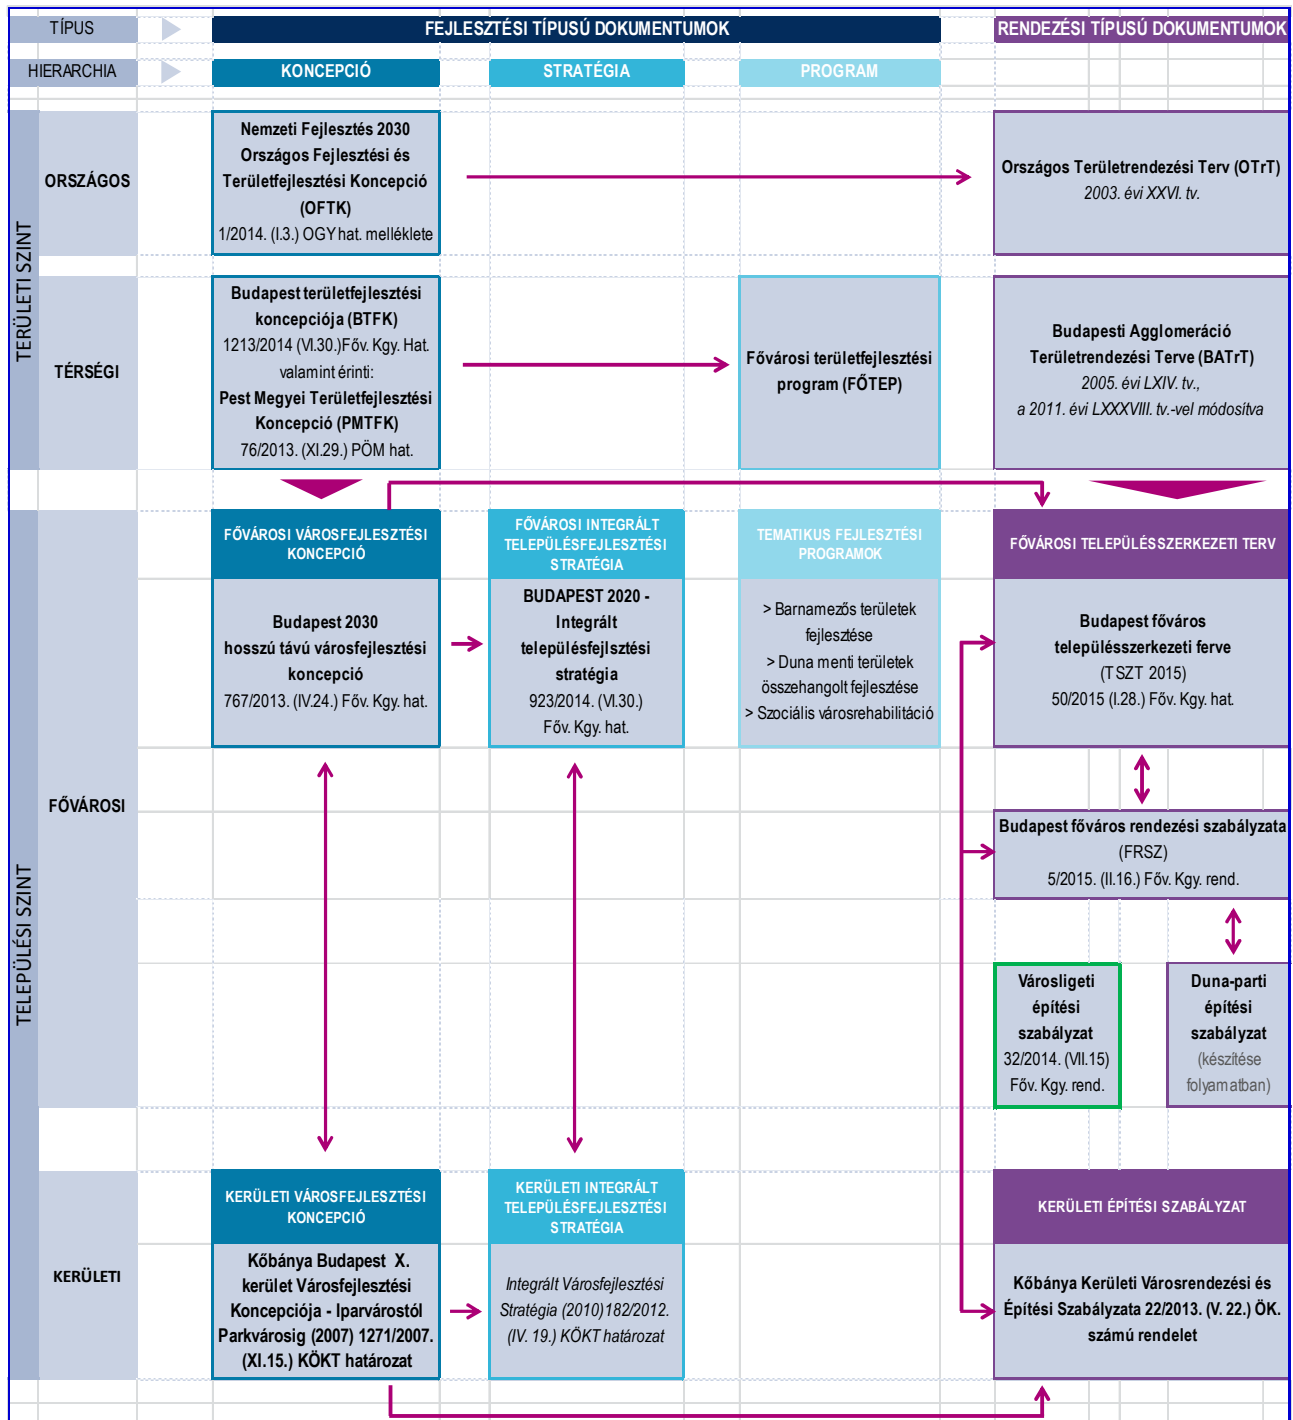 TÍPUS
FEJLESZTÉSI TÍPUSÚ DOKUMENTUMOK
RENDEZÉSI TÍPUSÚ DOKUMENTUMOK
HIERARCHIA
KONCEPCIÓ
STRATÉGIA
PROGRAM
TERÜLETI SZINT
ORSZÁGOS
Nemzeti Fejlesztés 2030
Országos Fejlesztési és
Területfejlesztési Koncepció
(OFTK)
1/2014. (I.3.) OGY hat. melléklete
Országos Területrendezési Terv (OTrT)
2003. évi XXVI. tv.
TÉRSÉGI
Budapest területfejlesztési
koncepciója (BTFK)
1213/2014 (VI.30.)Föv. Kgy. Hat.
valamint érinti:
Pest Megyei Területfejlesztési
Koncepció (PMTFK)
76/2013. (XI.29.) PÖM hat.
Fővárosi területfejlesztési
program (FŐTEP)
Budapesti Agglomeráció
Területrendezési Terve (BATrT)
2005. évi LXIV. tv.,
a 2011. évi LXXXVIII. tv.-vel módosítva
TELEPÜLÉSI SZINT
FŐVÁROSI
FŐVÁROSI VÁROSFEJLESZTÉSI
KONCEPCIÓ
Budapest 2030
hosszú távú városfejlesztési
koncepció
767/2013. (IV.24.) Főv. Kgy. hat.
FŐVÁROSI INTEGRÁLT
TELEPÜLÉSFEJLESZTÉSI
STRATÉGIA
BUDAPEST 2020 -
Integrált
településfejlsztési
stratégia
923/2014. (VI.30.)
Főv. Kgy. hat.
TEMATIKUS FEJLESZTÉSI
PROGRAMOK
> Barnamezős területek
fejlesztése
> Duna menti területek
összehangolt fejlesztése
> Szociális városrehabilitáció
FŐVÁROSI TELEPÜLÉSSZERKEZETI TERV
Budapest főváros
településszerkezeti ferve
(TSZT 2015)
50/2015 (I.28.) Főv. Kgy. hat.
Budapest főváros rendezési szabályzata
(FRSZ)
5/2015. (II.16.) Főv. Kgy. rend.
Városligeti
építési
szabályzat
32/2014. (VII.15)
Főv. Kgy. rend.
Duna-parti
építési
szabályzat
(készítése
folyamatban)
KERÜLETI
KERÜLETI VÁROSFEJLESZTÉSI
KONCEPCIÓ
Kőbánya Budapest X.
kerület Városfejlesztési
Koncepciója - Iparvárostól
Parkvárosig (2007) 1271/2007.
(XI.15.) KÖKT határozat
KERÜLETI INTEGRÁLT
TELEPÜLÉSFEJLESZTÉSI
STRATÉGIA
Integrált Városfejlesztési
Stratégia (2010)182/2012.
(IV. 19.) KÖKT határozat
KERÜLETI ÉPÍTÉSI SZABÁLYZAT
Kőbánya Kerületi Városrendezési és
Építési Szabályzata 22/2013. (V. 22.) ÖK.
számú rendelet